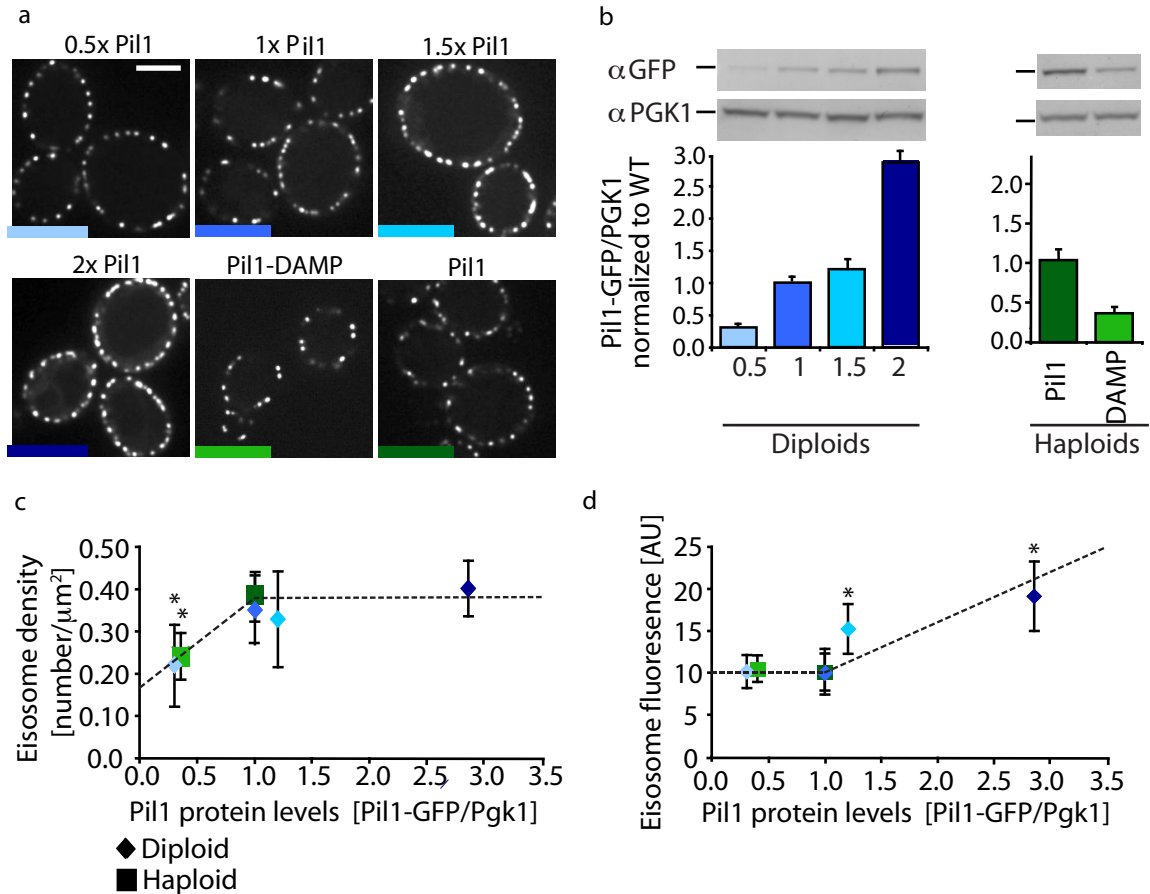 a
0.5x Pil1
1x Pil1
1.5x Pil1
2x Pil1
Pil1-DAMP
Pil1
b
αGFP
αPGK1
Pil1-GFP/PGK1
normalized to WT
3.0
2.5
2.0
1.5
1.0
0.5
0.0
0.5 1 1.5 2
Diploids
2.0
1.5
1.0
0.5
0.0
Pil1
DAMP
Haploids
c
Eisosome density
[number/μm²]
0.50
0.40
0.30
0.20
0.10
0.0
* *
0.0 0.5 1.0 1.5 2.0 2.5 3.0 3.5
Pil1 protein levels [Pil1-GFP/Pgk1]
Diploid
Haploid
d
Eisosome fluoresence [AU]
25
20
15
10
5
0
* *
0.0 0.5 1.0 1.5 2.0 2.5 3.0 3.5
Pil1 protein levels [Pil1-GFP/Pgk1]